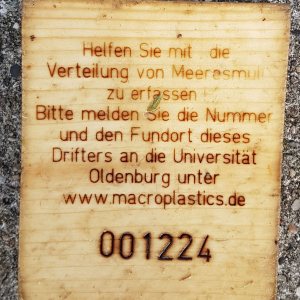 Helfen Sie mit die
Verteilung von Meeresmüll
zu erfassen!
Bitte melden Sie die Nummer
und den Fundort dieses
Drifters an die Universität
Oldenburg unter
www.macroplastics.de
001224